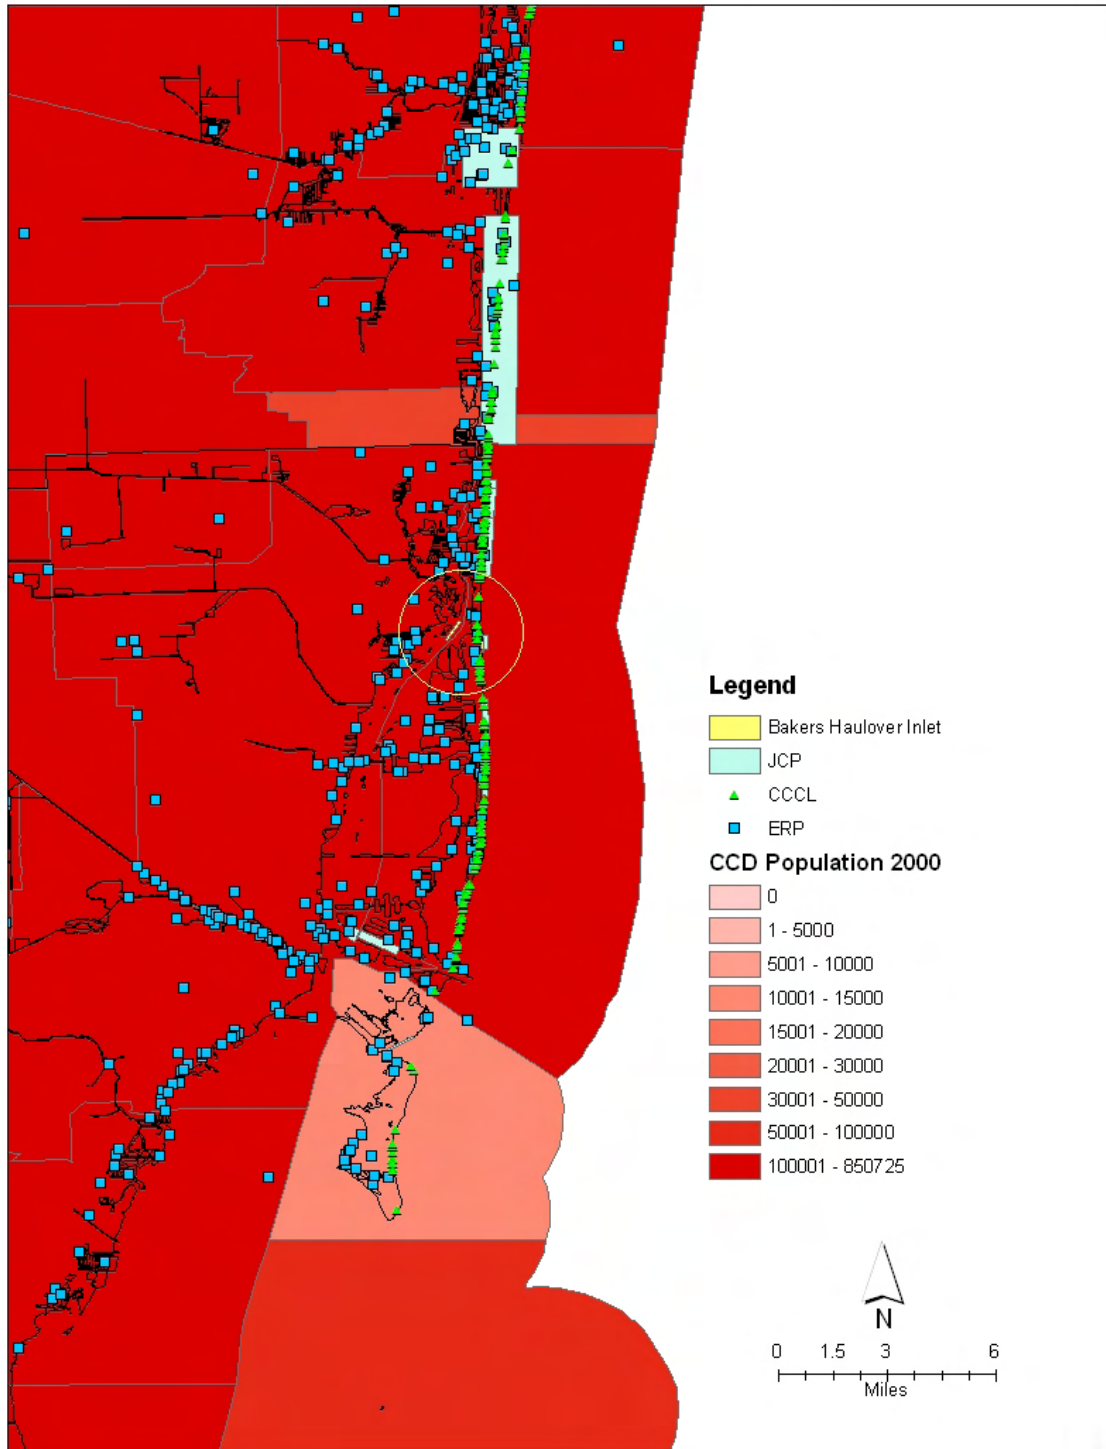 Legend
Bakers Haulover Inlet
JCP
CCCL
ERP
CCD Population 2000
0
1 - 5000
5001 - 10000
10001 - 15000
15001 - 20000
20001 - 30000
30001 - 50000
50001 - 100000
100001 - 850725
N
0 1.5 3 6
Miles